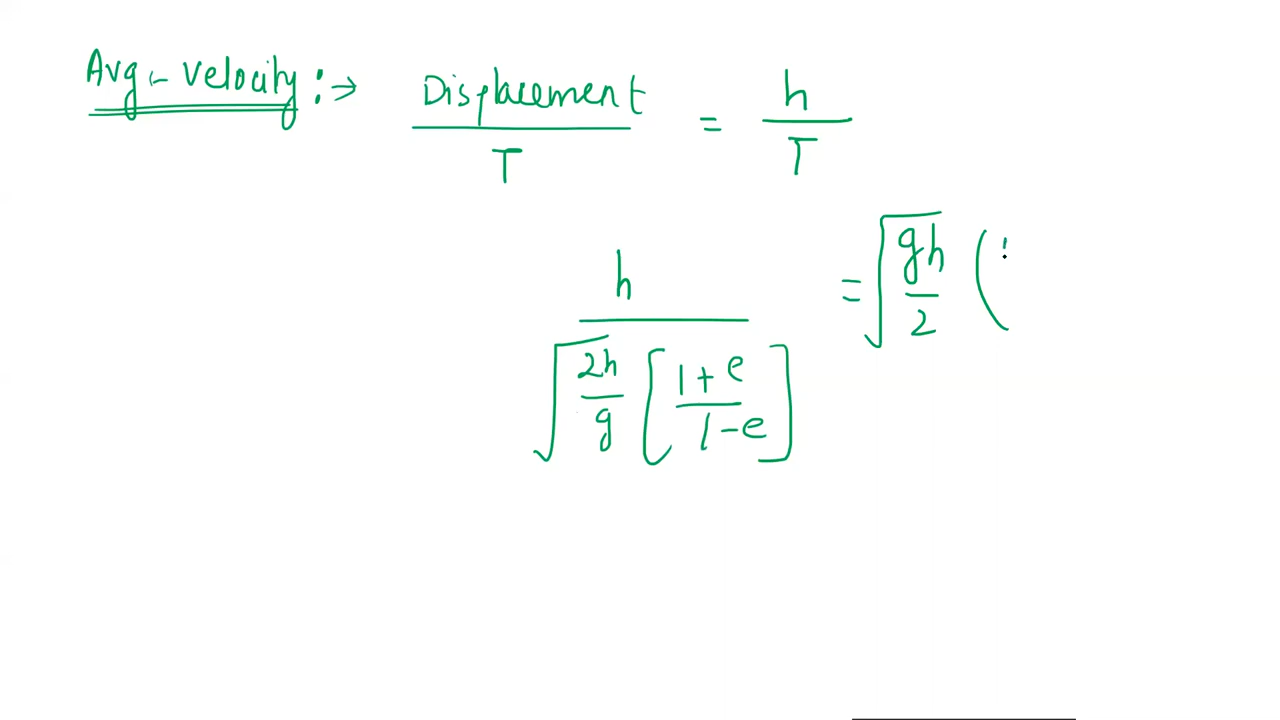 Avg - Velocity :→ Displacement / T = h / T
h / √(2h/g) [1+e / 1-e] = √(gh/2) (